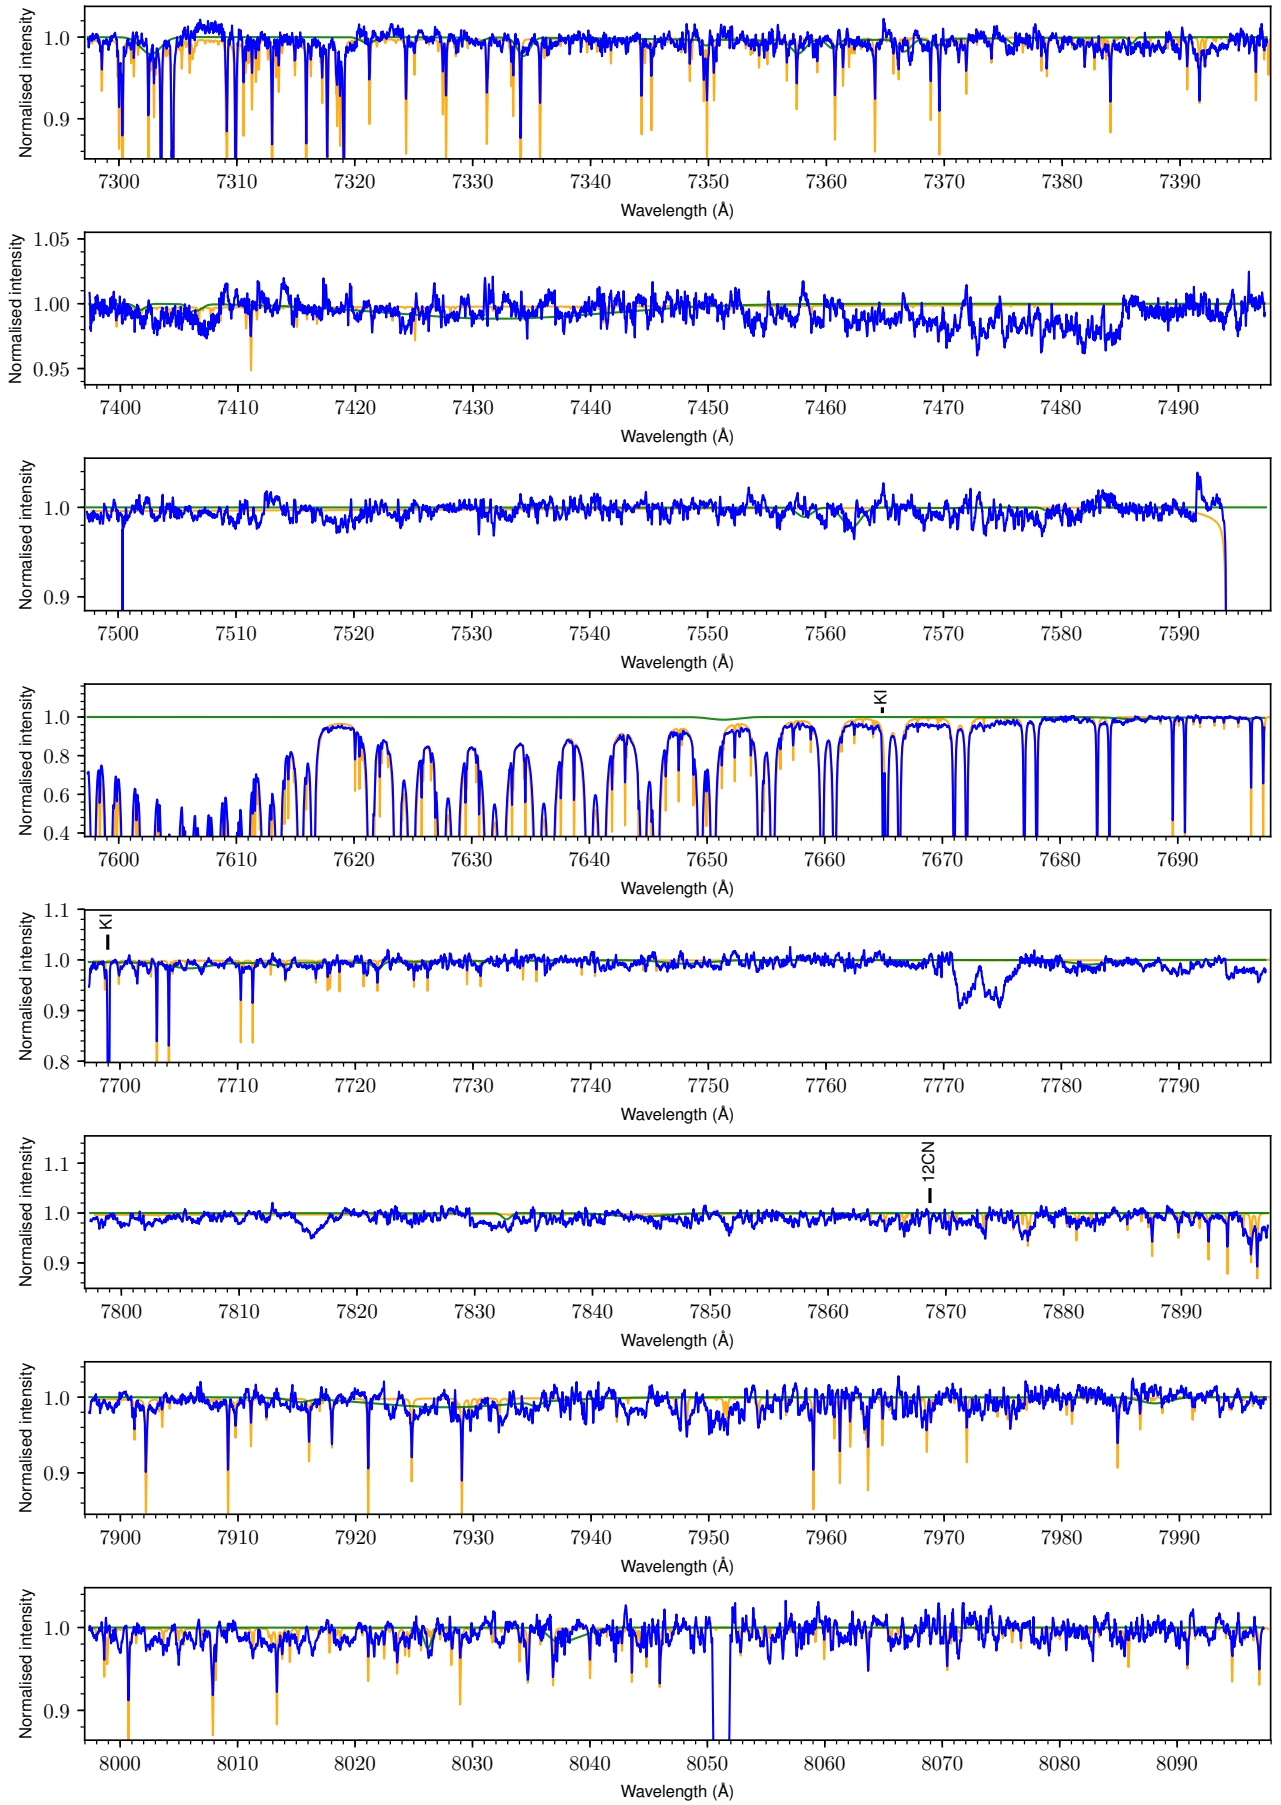 Normalised intensity
1.0
0.9
7300 7310 7320 7330 7340 7350 7360 7370 7380 7390
Wavelength (Å)
Normalised intensity
1.05
1.00
0.95
7400 7410 7420 7430 7440 7450 7460 7470 7480 7490
Wavelength (Å)
Normalised intensity
1.0
0.9
7500 7510 7520 7530 7540 7550 7560 7570 7580 7590
Wavelength (Å)
Normalised intensity
KI
1.0
0.8
0.6
0.4
7600 7610 7620 7630 7640 7650 7660 7670 7680 7690
Wavelength (Å)
Normalised intensity
KI
1.1
1.0
0.9
0.8
7700 7710 7720 7730 7740 7750 7760 7770 7780 7790
Wavelength (Å)
Normalised intensity
12CN
1.1
1.0
0.9
7800 7810 7820 7830 7840 7850 7860 7870 7880 7890
Wavelength (Å)
Normalised intensity
1.0
0.9
7900 7910 7920 7930 7940 7950 7960 7970 7980 7990
Wavelength (Å)
Normalised intensity
1.0
0.9
8000 8010 8020 8030 8040 8050 8060 8070 8080 8090
Wavelength (Å)